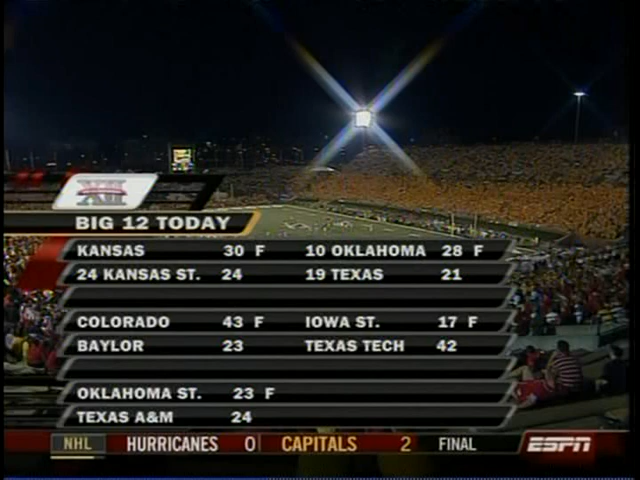 XII
BIG 12 TODAY
KANSAS 30 F 10 OKLAHOMA 28 F
24 KANSAS ST. 24 19 TEXAS 21
COLORADO 43 F IOWA ST. 17 F
BAYLOR 23 TEXAS TECH 42
OKLAHOMA ST. 23 F
TEXAS A&M 24
NHL HURRICANES 0 CAPITALS 2 FINAL ESPN